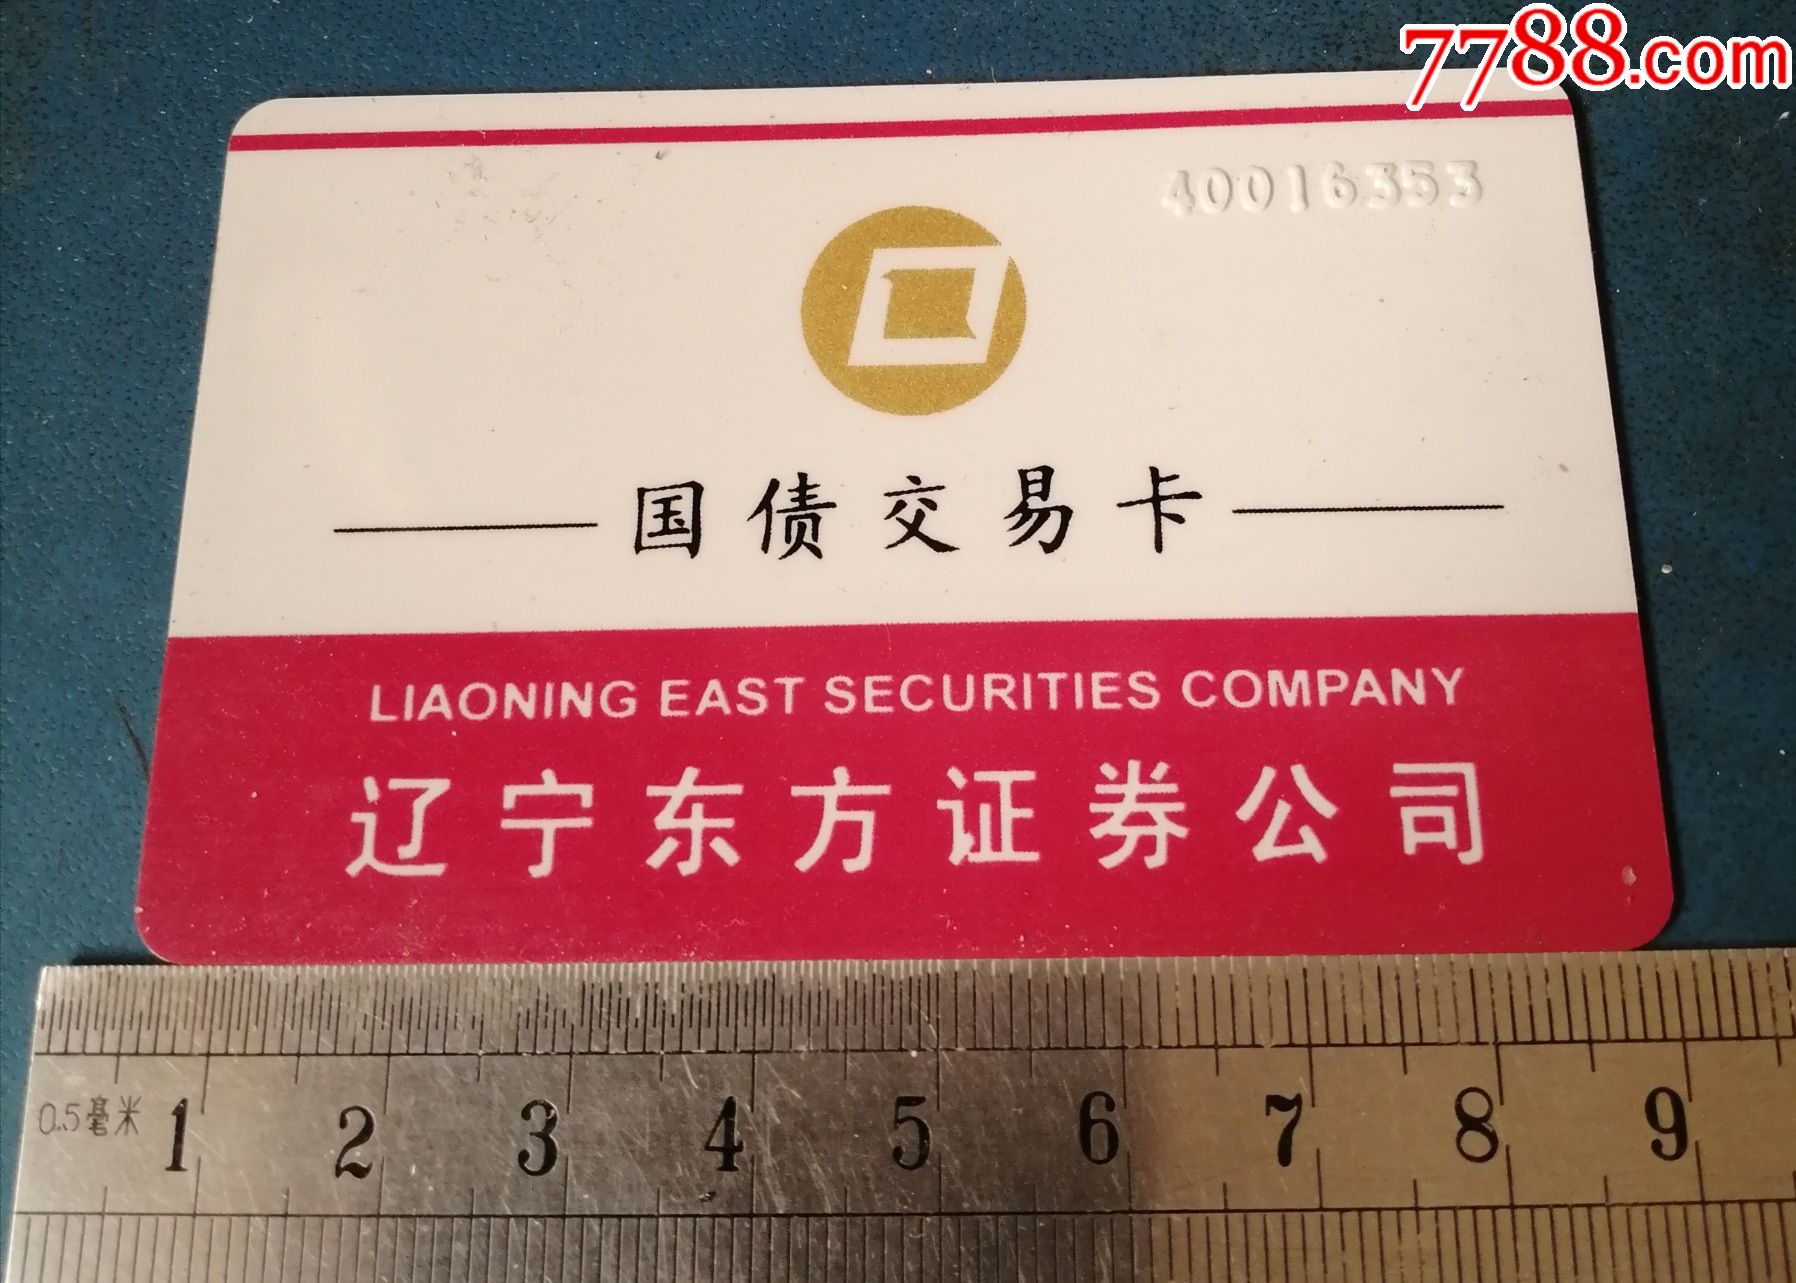 7788.com
40016353
国债交易卡
LIAONING EAST SECURITIES COMPANY
辽宁东方证券公司
0.5毫米 1 2 3 4 5 6 7 8 9